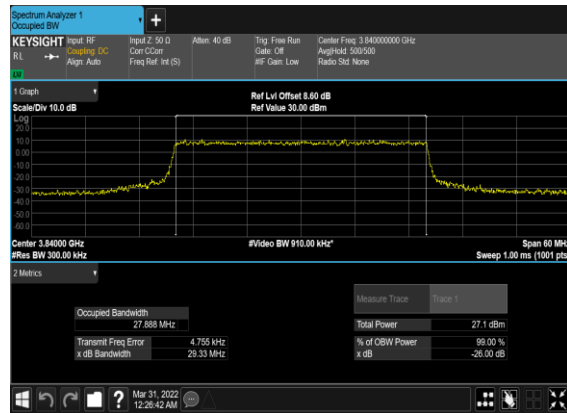 Spectrum Analyzer 1
Occupied BW
KEYSIGHT Input: RF Input Z: 50 Ω Atten: 40 dB Trig: Free Run Center Freq: 3.840000000 GHz
R L Coupling: DC Corr CCorr Gate: Off Avg|Hold: 500/500
Align: Auto Freq Ref: Int (S) #IF Gain: Low Radio Std: None
1 Graph
Ref Lvl Offset 8.60 dB
Scale/Div 10.0 dB Ref Value 30.00 dBm
Log
20.0
10.0
0.00
-10.0
-20.0
-30.0
-40.0
-50.0
-60.0
Center 3.84000 GHz #Video BW 910.00 kHz* Span 60 MHz
#Res BW 300.00 kHz Sweep 1.00 ms (1001 pts
2 Metrics
Measure Trace Trace 1
Occupied Bandwidth
27.888 MHz Total Power 27.1 dBm
Transmit Freq Error 4.755 kHz % of OBW Power 99.00 %
x dB Bandwidth 29.33 MHz x dB -26.00 dB
? Mar 31, 2022
12:26:42 AM